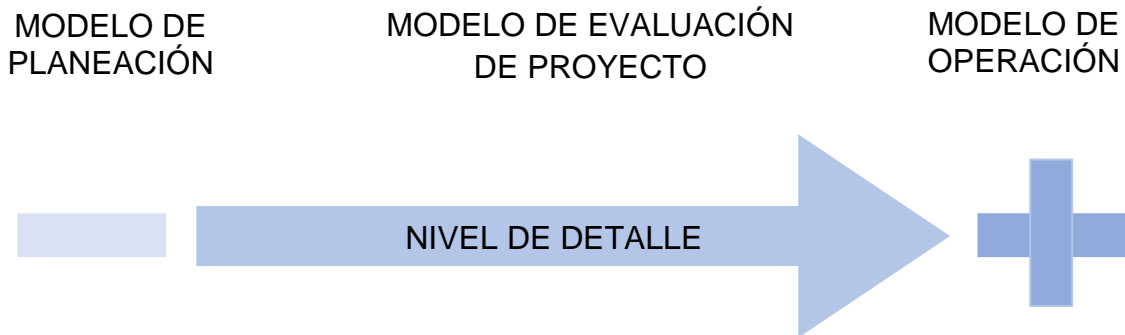 MODELO DE
PLANEACIÓN
MODELO DE EVALUACIÓN
DE PROYECTO
MODELO DE
OPERACIÓN
NIVEL DE DETALLE